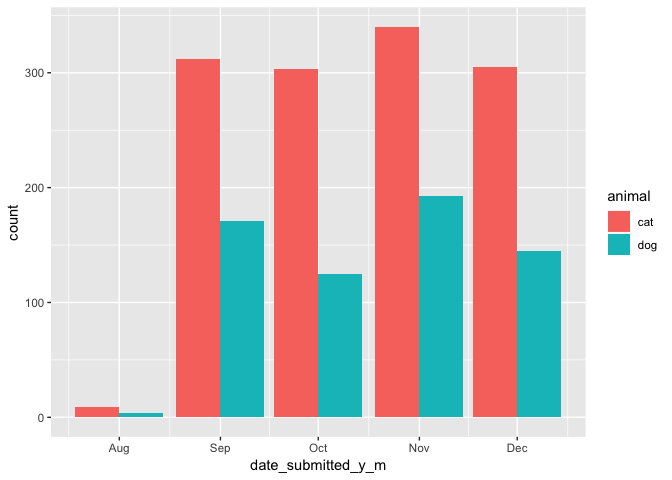 300
200
100
0
count
Aug Sep Oct Nov Dec
date_submitted_y_m
animal
cat
dog